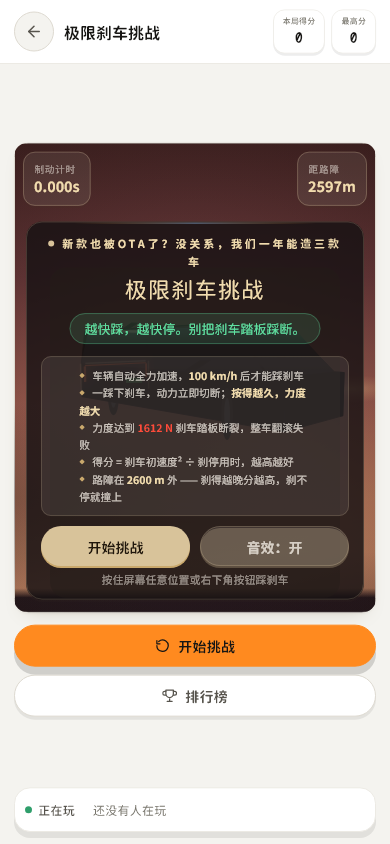 极限刹车挑战
本局得分
0
最高分
0
制动计时
0.000s
距路障
2597m
新款也被OTA了？没关系，我们一年能造三款
车
极限刹车挑战
越快踩，越快停。别把刹车踏板踩断。
车辆自动全力加速，100 km/h 后才能踩刹车
一踩下刹车，动力立即切断；按得越久，力度
越大
力度达到 1612 N 刹车踏板断裂，整车翻滚失
败
得分 = 刹车初速度² ÷ 刹停用时，越高越好
路障在 2600 m 外 —— 刹得越晚分越高，刹不
停就撞上
开始挑战
音效：开
按住屏幕任意位置或右下角按钮踩刹车
开始挑战
排行榜
正在玩 还没有人在玩